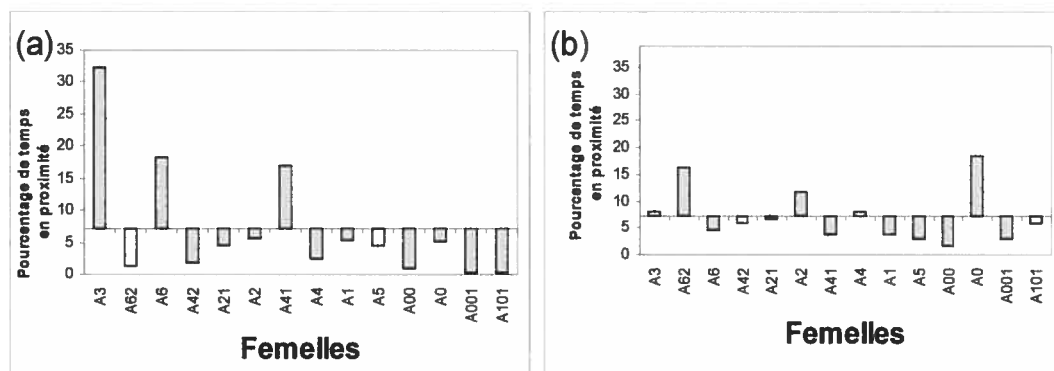 (a)
Pourcentage de temps
en proximité
35
30
25
20
15
10
5
0
A3 A62 A6 A42 A21 A2 A41 A4 A1 A5 A00 A0 A001 A101
Femelles
(b)
Pourcentage de temps
en proximité
35
30
25
20
15
10
5
0
A3 A62 A6 A42 A21 A2 A41 A4 A1 A5 A00 A0 A001 A101
Femelles